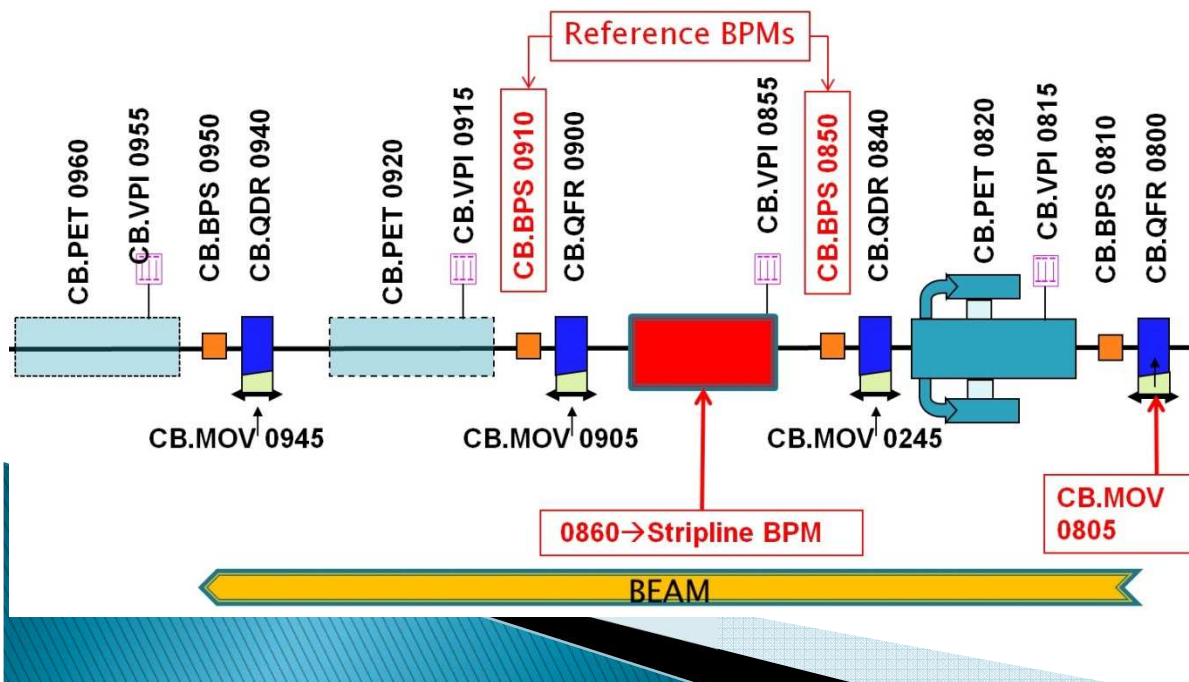 Reference BPMs
CB.PET 0960
CB.VPI 0955
CB.BPS 0950
CB.QDR 0940
CB.PET 0920
CB.VPI 0915
CB.BPS 0910
CB.QFR 0900
CB.VPI 0855
CB.BPS 0850
CB.QDR 0840
CB.PET 0820
CB.VPI 0815
CB.BPS 0810
CB.QFR 0800
CB.MOV 0945
CB.MOV 0905
CB.MOV 0245
0860→Stripline BPM
CB.MOV
0805
BEAM